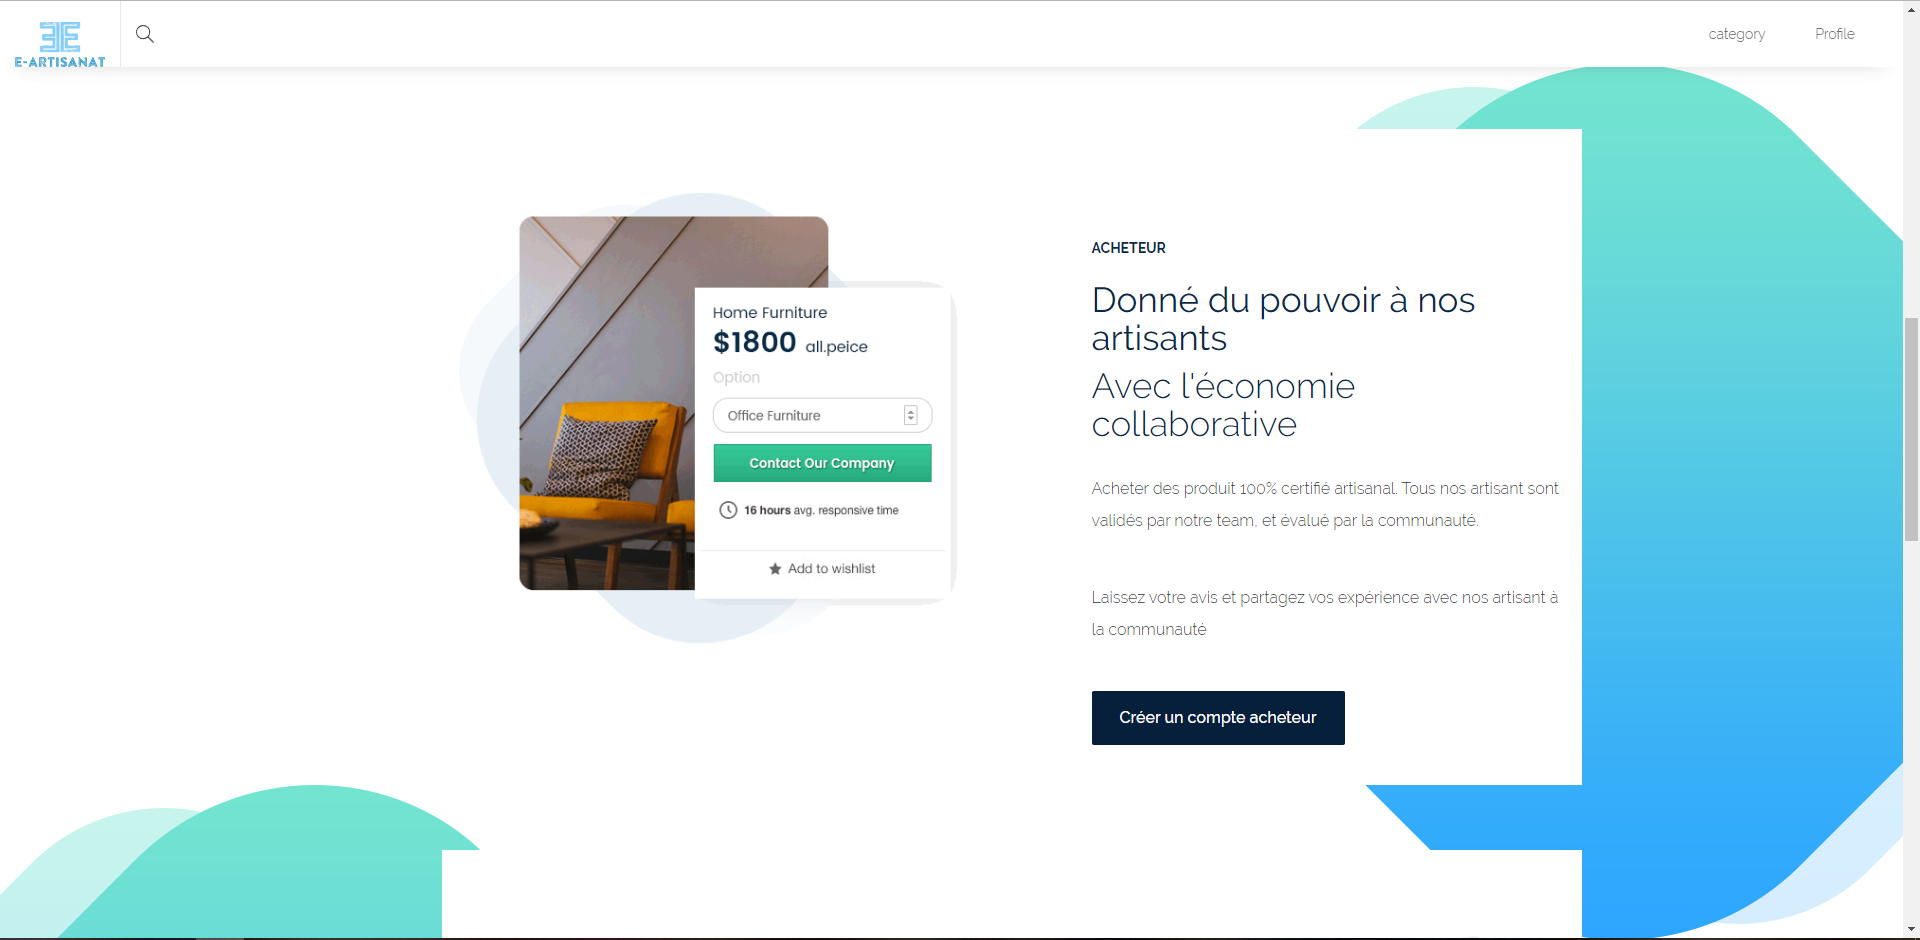 E-ARTISANAT
category
Profile
Home Furniture
$1800 all.peice
Option
Office Furniture
Contact Our Company
16 hours avg. responsive time
Add to wishlist
ACHETEUR
Donné du pouvoir à nos
artisants
Avec l'économie
collaborative
Acheter des produit 100% certifié artisanal. Tous nos artisant sont
validés par notre team, et évalué par la communauté.
Laissez votre avis et partagez vos expérience avec nos artisant à
la communauté
Créer un compte acheteur